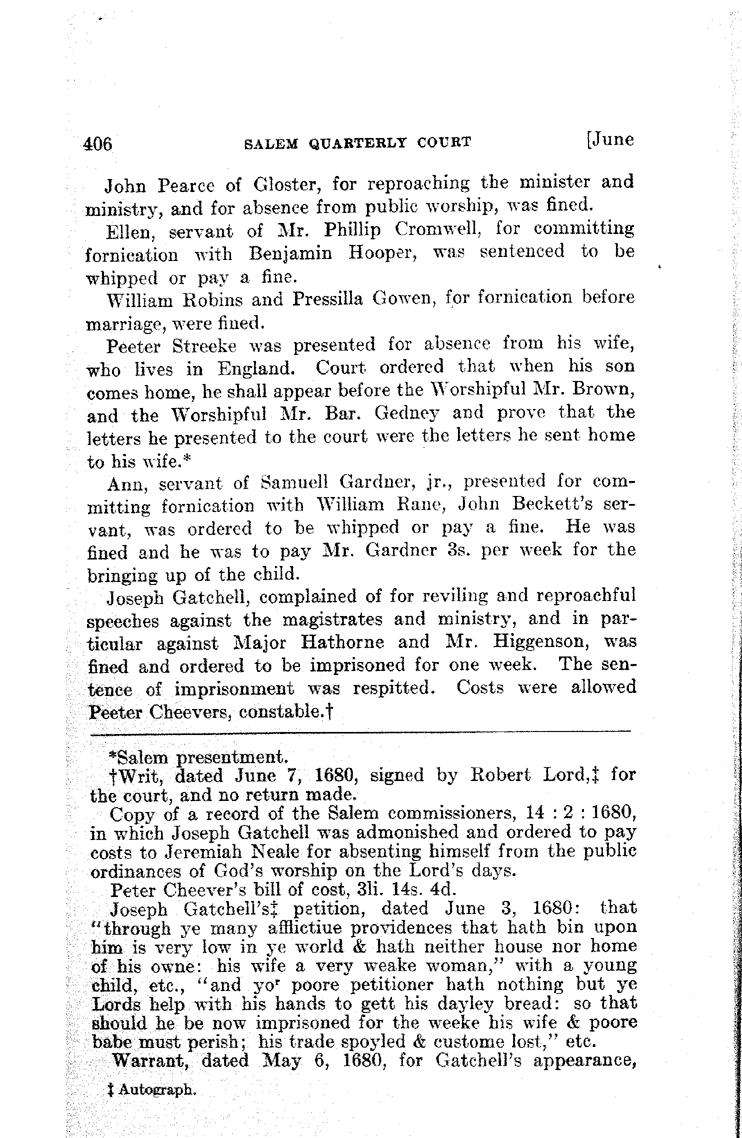 406 SALEM QUARTERLY COURT [June
John Pearce of Gloster, for reproaching the minister and
ministry, and for absence from public worship, was fined.
Ellen, servant of Mr. Phillip Cromwell, for committing
fornication with Benjamin Hooper, was sentenced to be
whipped or pay a fine.
William Robins and Pressilla Gowen, for fornication before
marriage, were fined.
Peeter Streeke was presented for absence from his wife,
who lives in England. Court ordered that when his son
comes home, he shall appear before the Worshipful Mr. Brown,
and the Worshipful Mr. Bar. Gedney and prove that the
letters he presented to the court were the letters he sent home
to his wife.*
Ann, servant of Samuell Gardner, jr., presented for com-
mitting fornication with William Rane, John Beckett's ser-
vant, was ordered to be whipped or pay a fine. He was
fined and he was to pay Mr. Gardner 3s. per week for the
bringing up of the child.
Joseph Gatchell, complained of for reviling and reproachful
speeches against the magistrates and ministry, and in par-
ticular against Major Hathorne and Mr. Higgenson, was
fined and ordered to be imprisoned for one week. The sen-
tence of imprisonment was respitted. Costs were allowed
Peeter Cheevers, constable.†
*Salem presentment.
†Writ, dated June 7, 1680, signed by Robert Lord,‡ for
the court, and no return made.
Copy of a record of the Salem commissioners, 14 : 2 : 1680,
in which Joseph Gatchell was admonished and ordered to pay
costs to Jeremiah Neale for absenting himself from the public
ordinances of God's worship on the Lord's days.
Peter Cheever's bill of cost, 3li. 14s. 4d.
Joseph Gatchell's‡ petition, dated June 3, 1680: that
"through ye many afflictiue providences that hath bin upon
him is very low in ye world & hath neither house nor home
of his owne: his wife a very weake woman," with a young
child, etc., "and yoʳ poore petitioner hath nothing but ye
Lords help with his hands to gett his dayley bread: so that
should he be now imprisoned for the weeke his wife & poore
babe must perish; his trade spoyled & custome lost," etc.
Warrant, dated May 6, 1680, for Gatchell's appearance,
‡ Autograph.